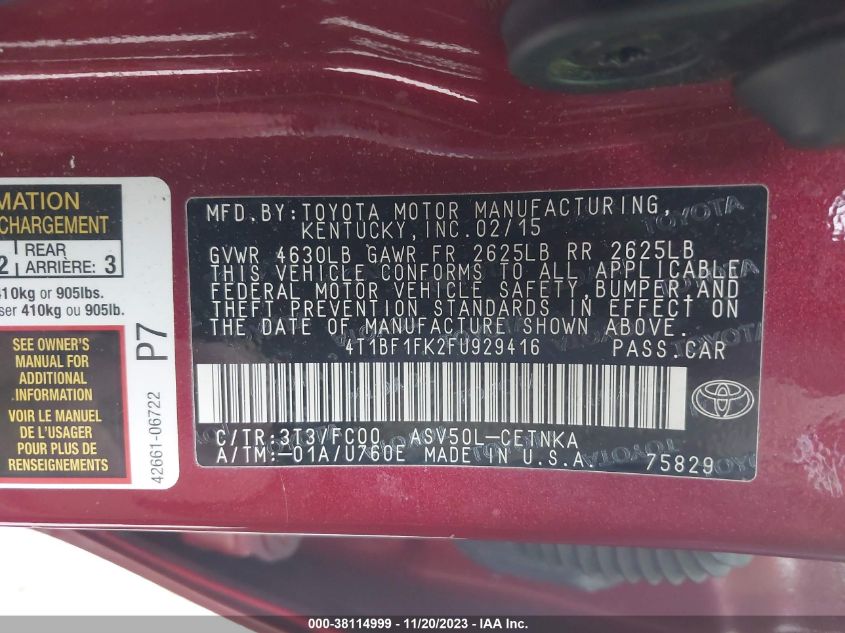 MATION
CHARGEMENT
2 REAR
ARRIÈRE: 3
410kg or 905lbs.
ser 410kg ou 905lb.
SEE OWNER'S
MANUAL FOR
ADDITIONAL
INFORMATION
VOIR LE MANUEL
DE L'USAGER
POUR PLUS DE
RENSEIGNEMENTS
P7
42661-06722
MFD.BY:TOYOTA MOTOR MANUFACTURING,
KENTUCKY,INC.02/15
GVWR 4630LB GAWR FR 2625LB RR 2625LB
THIS VEHICLE CONFORMS TO ALL APPLICABLE
FEDERAL MOTOR VEHICLE SAFETY,BUMPER,AND
THEFT PREVENTION STANDARDS IN EFFECT ON
THE DATE OF MANUFACTURE SHOWN ABOVE.
4T1BF1FK2FU929416 PASS.CAR
C/TR:3T3/FC00 ASV50L-CETNKA
A/TM:-01A/U760E MADE IN U.S.A. 75829
TOYOTA
000-38114999 - 11/20/2023 - IAA Inc.